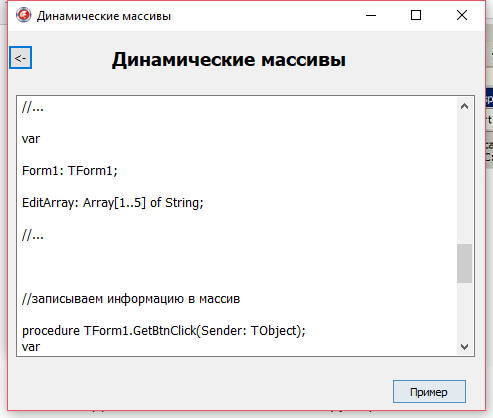 Динамические массивы
<-
Динамические массивы
//...
var
Form1: TForm1;
EditArray: Array[1..5] of String;
//...
//записываем информацию в массив
procedure TForm1.GetBtnClick(Sender: TObject);
var
Пример